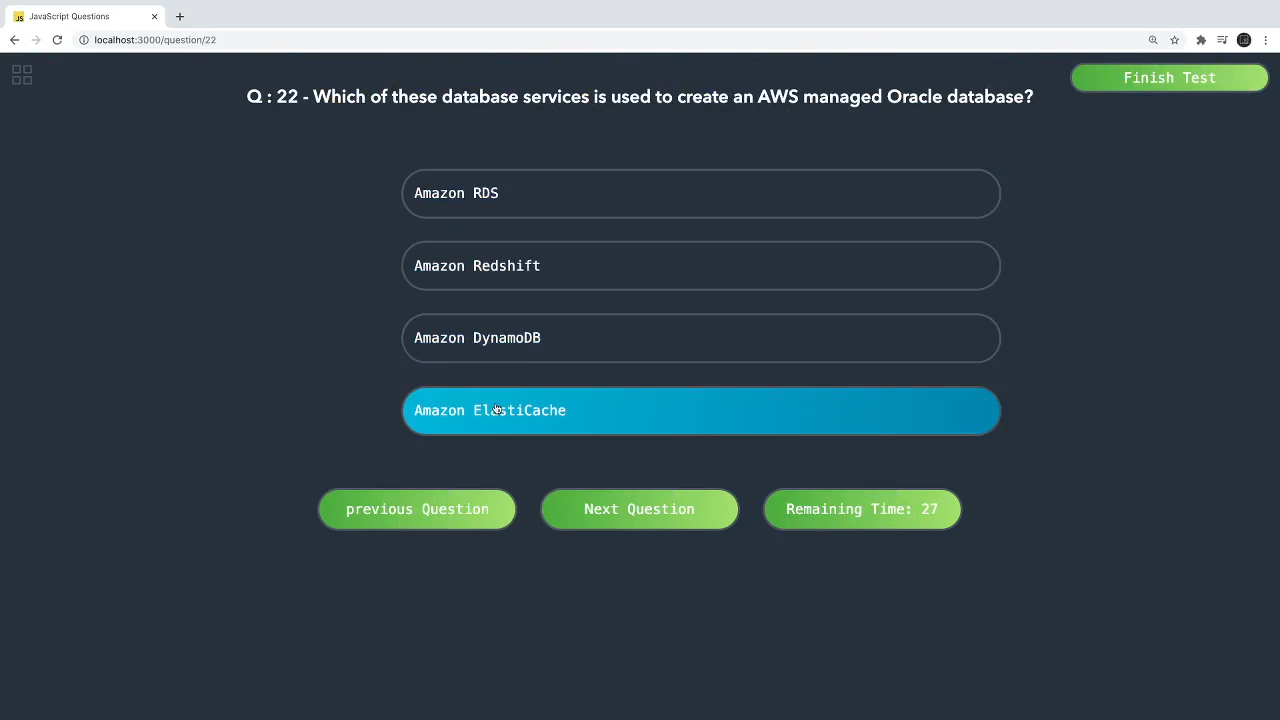 JavaScript Questions
localhost:3000/question/22
Finish Test
Q : 22 - Which of these database services is used to create an AWS managed Oracle database?
Amazon RDS
Amazon Redshift
Amazon DynamoDB
Amazon ElastiCache
previous Question
Next Question
Remaining Time: 27